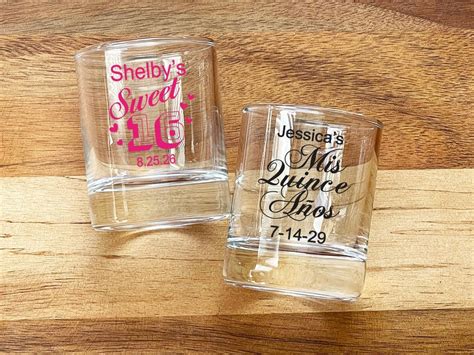 Shelby's
Sweet
16
8.25.26
Jessica's
Mis
Quince
Años
7-14-29